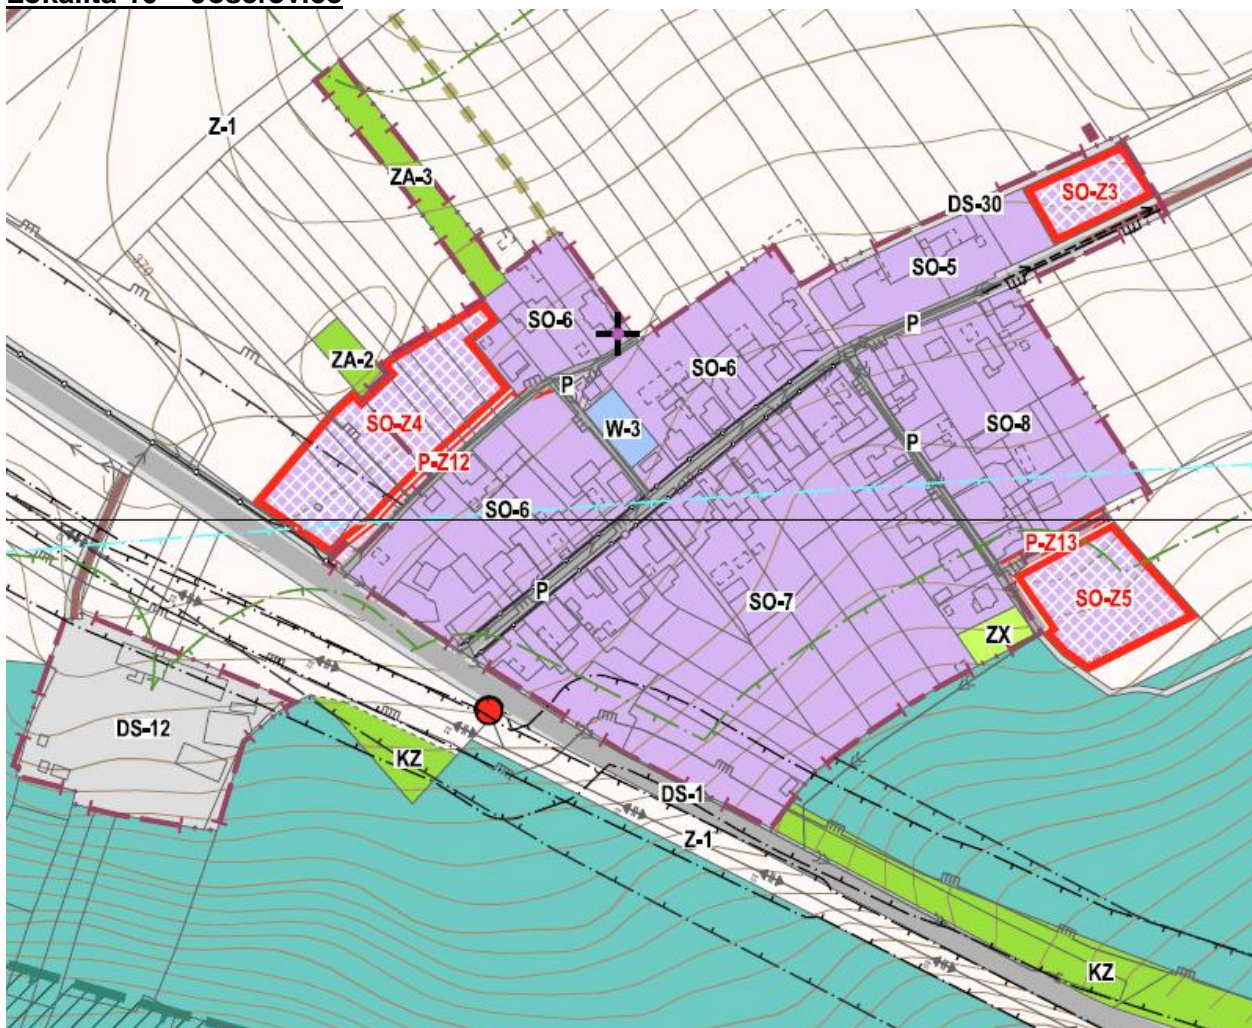 Z-1
ZA-3
SO-Z3
DS-30
SO-5
370
SO-6
P
ZA-2
SO-6
P
SO-Z4
W-3
SO-8
P
P-Z12
SO-6
P-Z13
P
SO-7
SO-Z5
ZX
DS-12
KZ
DS-1
Z-1
KZ